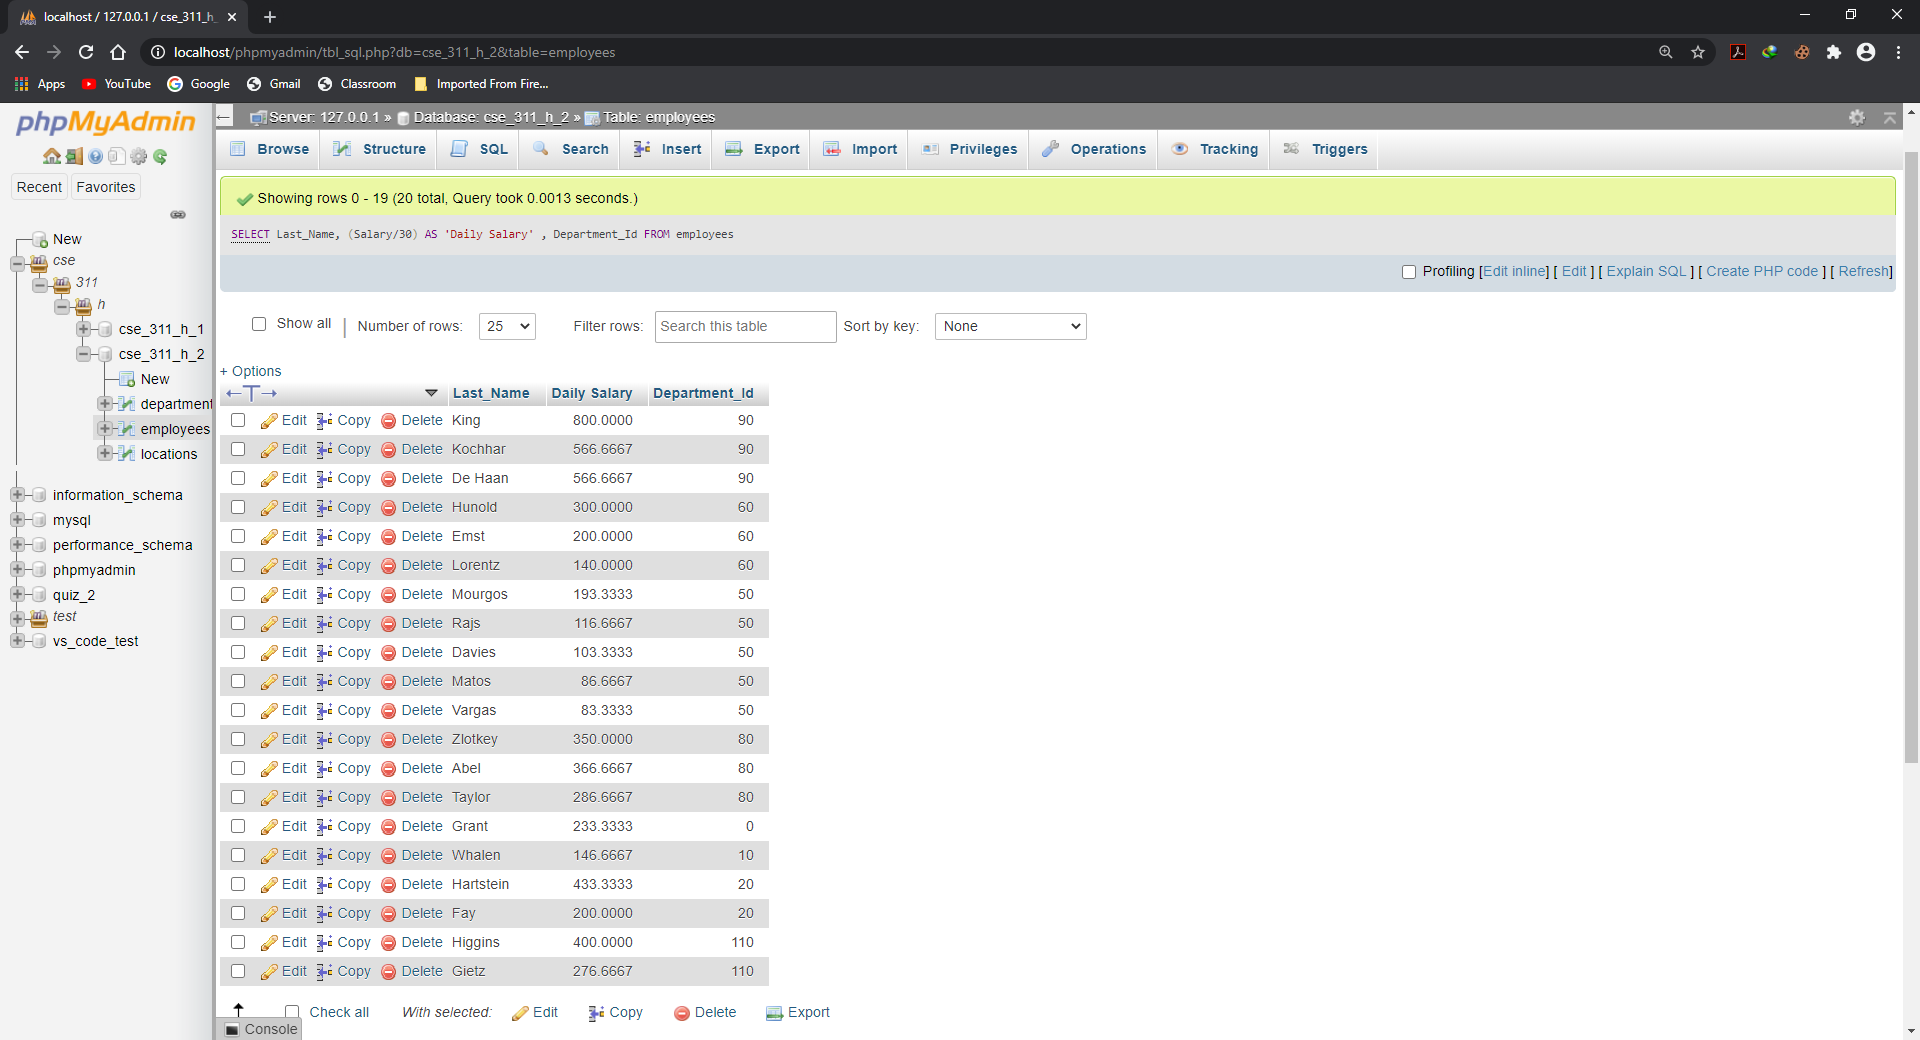 localhost / 127.0.0.1 / cse_311_h_
localhost/phpmyadmin/tbl_sql.php?db=cse_311_h_2&table=employees
Apps YouTube Google Gmail Classroom Imported From Fire...
phpMyAdmin
Recent Favorites
New
cse
311
h
cse_311_h_1
cse_311_h_2
New
department
employees
locations
information_schema
mysql
performance_schema
phpmyadmin
quiz_2
test
vs_code_test
Server: 127.0.0.1 » Database: cse_311_h_2 » Table: employees
Browse Structure SQL Search Insert Export Import Privileges Operations Tracking Triggers
Showing rows 0 - 19 (20 total, Query took 0.0013 seconds.)
SELECT Last_Name, (Salary/30) AS 'Daily Salary' , Department_Id FROM employees
Profiling [Edit inline] [ Edit ] [ Explain SQL ] [ Create PHP code ] [ Refresh]
Show all | Number of rows: 25 Filter rows: Search this table Sort by key: None
+ Options
←T→ Last_Name Daily Salary Department_Id
Edit Copy Delete King 800.0000 90
Edit Copy Delete Kochhar 566.6667 90
Edit Copy Delete De Haan 566.6667 90
Edit Copy Delete Hunold 300.0000 60
Edit Copy Delete Emst 200.0000 60
Edit Copy Delete Lorentz 140.0000 60
Edit Copy Delete Mourgos 193.3333 50
Edit Copy Delete Rajs 116.6667 50
Edit Copy Delete Davies 103.3333 50
Edit Copy Delete Matos 86.6667 50
Edit Copy Delete Vargas 83.3333 50
Edit Copy Delete Zlotkey 350.0000 80
Edit Copy Delete Abel 366.6667 80
Edit Copy Delete Taylor 286.6667 80
Edit Copy Delete Grant 233.3333 0
Edit Copy Delete Whalen 146.6667 10
Edit Copy Delete Hartstein 433.3333 20
Edit Copy Delete Fay 200.0000 20
Edit Copy Delete Higgins 400.0000 110
Edit Copy Delete Gietz 276.6667 110
Check all With selected: Edit Copy Delete Export
Console